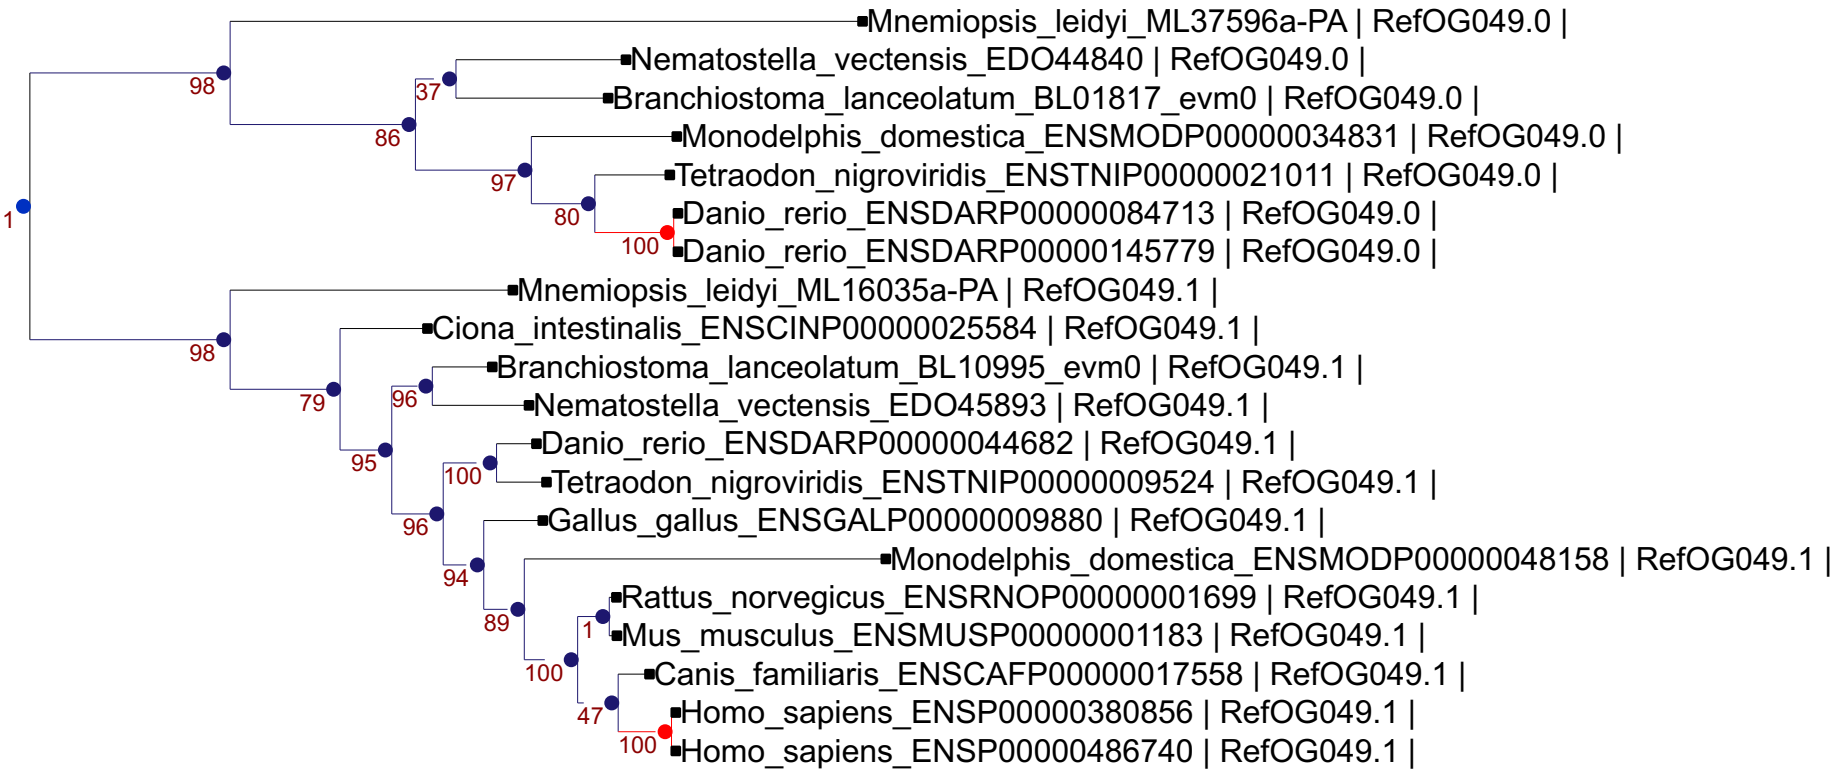 Mnemiopsis_leidyi_ML37596a-PA | RefOG049.0 |
Nematostella_vectensis_EDO44840 | RefOG049.0 |
98
37
Branchiostoma_lanceolatum_BL01817_evm0 | RefOG049.0 |
86
Monodelphis_domestica_ENSMODP00000034831 | RefOG049.0 |
Tetraodon_nigroviridis_ENSTNIP00000021011 | RefOG049.0 |
97
Danio_rerio_ENSDARP00000084713 | RefOG049.0 |
1
80
100
Danio_rerio_ENSDARP00000145779 | RefOG049.0 |
Mnemiopsis_leidyi_ML16035a-PA | RefOG049.1 |
Ciona_intestinalis_ENSCINP00000025584 | RefOG049.1 |
98
Branchiostoma_lanceolatum_BL10995_evm0 | RefOG049.1 |
79
96
Nematostella_vectensis_EDO45893 | RefOG049.1 |
Danio_rerio_ENSDARP00000044682 | RefOG049.1 |
95
100
Tetraodon_nigroviridis_ENSTNIP00000009524 | RefOG049.1 |
Gallus_gallus_ENSGALP00000009880 | RefOG049.1 |
96
Monodelphis_domestica_ENSMODP00000048158 | RefOG049.1 |
94
Rattus_norvegicus_ENSRNOP00000001699 | RefOG049.1 |
89
1
Mus_musculus_ENSMUSP00000001183 | RefOG049.1 |
100
Canis_familiaris_ENSCAFP00000017558 | RefOG049.1 |
47
Homo_sapiens_ENSP00000380856 | RefOG049.1 |
100
Homo_sapiens_ENSP00000486740 | RefOG049.1 |